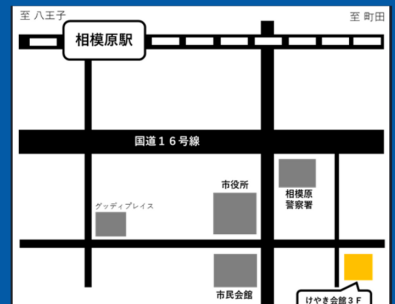 至 八王子
至 町田
相模原駅
国道16号線
市役所
相模原
警察署
グッディプレイス
市民会館
けやき会館3F